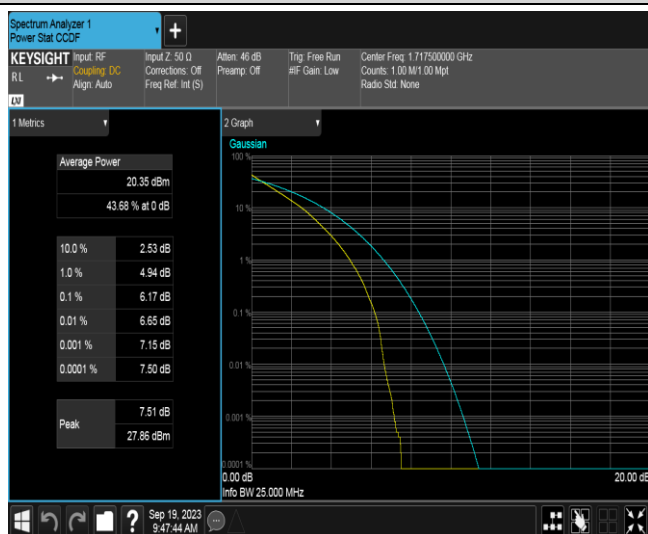 Spectrum Analyzer 1
Power Stat CCDF
+
KEYSIGHT
RL
LXI
Input: RF
Coupling: DC
Align: Auto
Input Z: 50 Ω
Corrections: Off
Freq Ref: Int (S)
Atten: 46 dB
Preamp: Off
Trig: Free Run
#IF Gain: Low
Center Freq: 1.717500000 GHz
Counts: 1.00 M/1.00 Mpt
Radio Std: None
1 Metrics
Average Power
20.35 dBm
43.68 % at 0 dB
10.0 % 2.53 dB
1.0 % 4.94 dB
0.1 % 6.17 dB
0.01 % 6.65 dB
0.001 % 7.15 dB
0.0001 % 7.50 dB
Peak
7.51 dB
27.86 dBm
2 Graph
Gaussian
100 %
10 %
1 %
0.1 %
0.01 %
0.001 %
0.0001 %
0.00 dB 20.00 dB
Info BW 25.000 MHz
?
Sep 19, 2023
9:47:44 AM